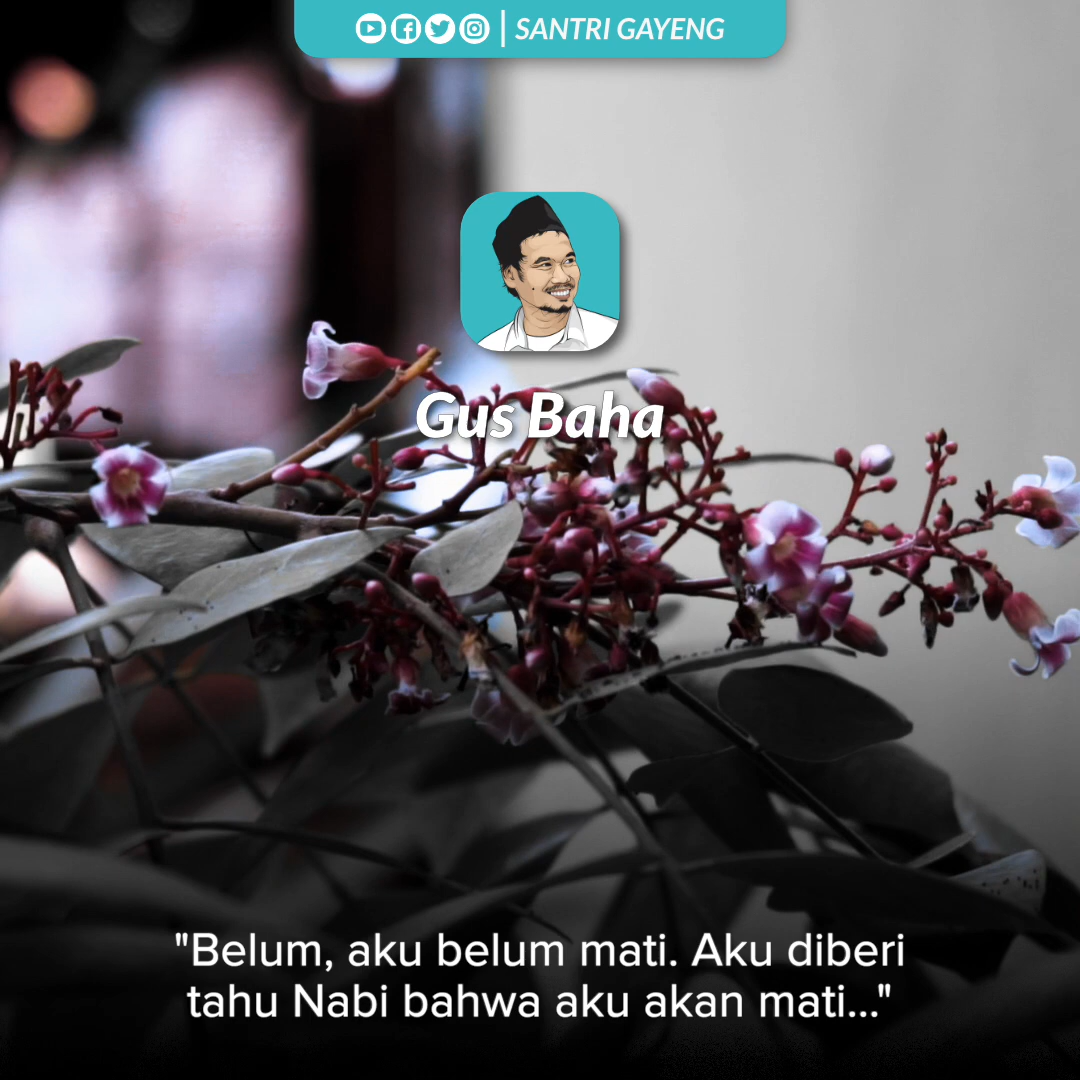 SANTRI GAYENG
Gus Baha
"Belum, aku belum mati. Aku diberi
tahu Nabi bahwa aku akan mati..."